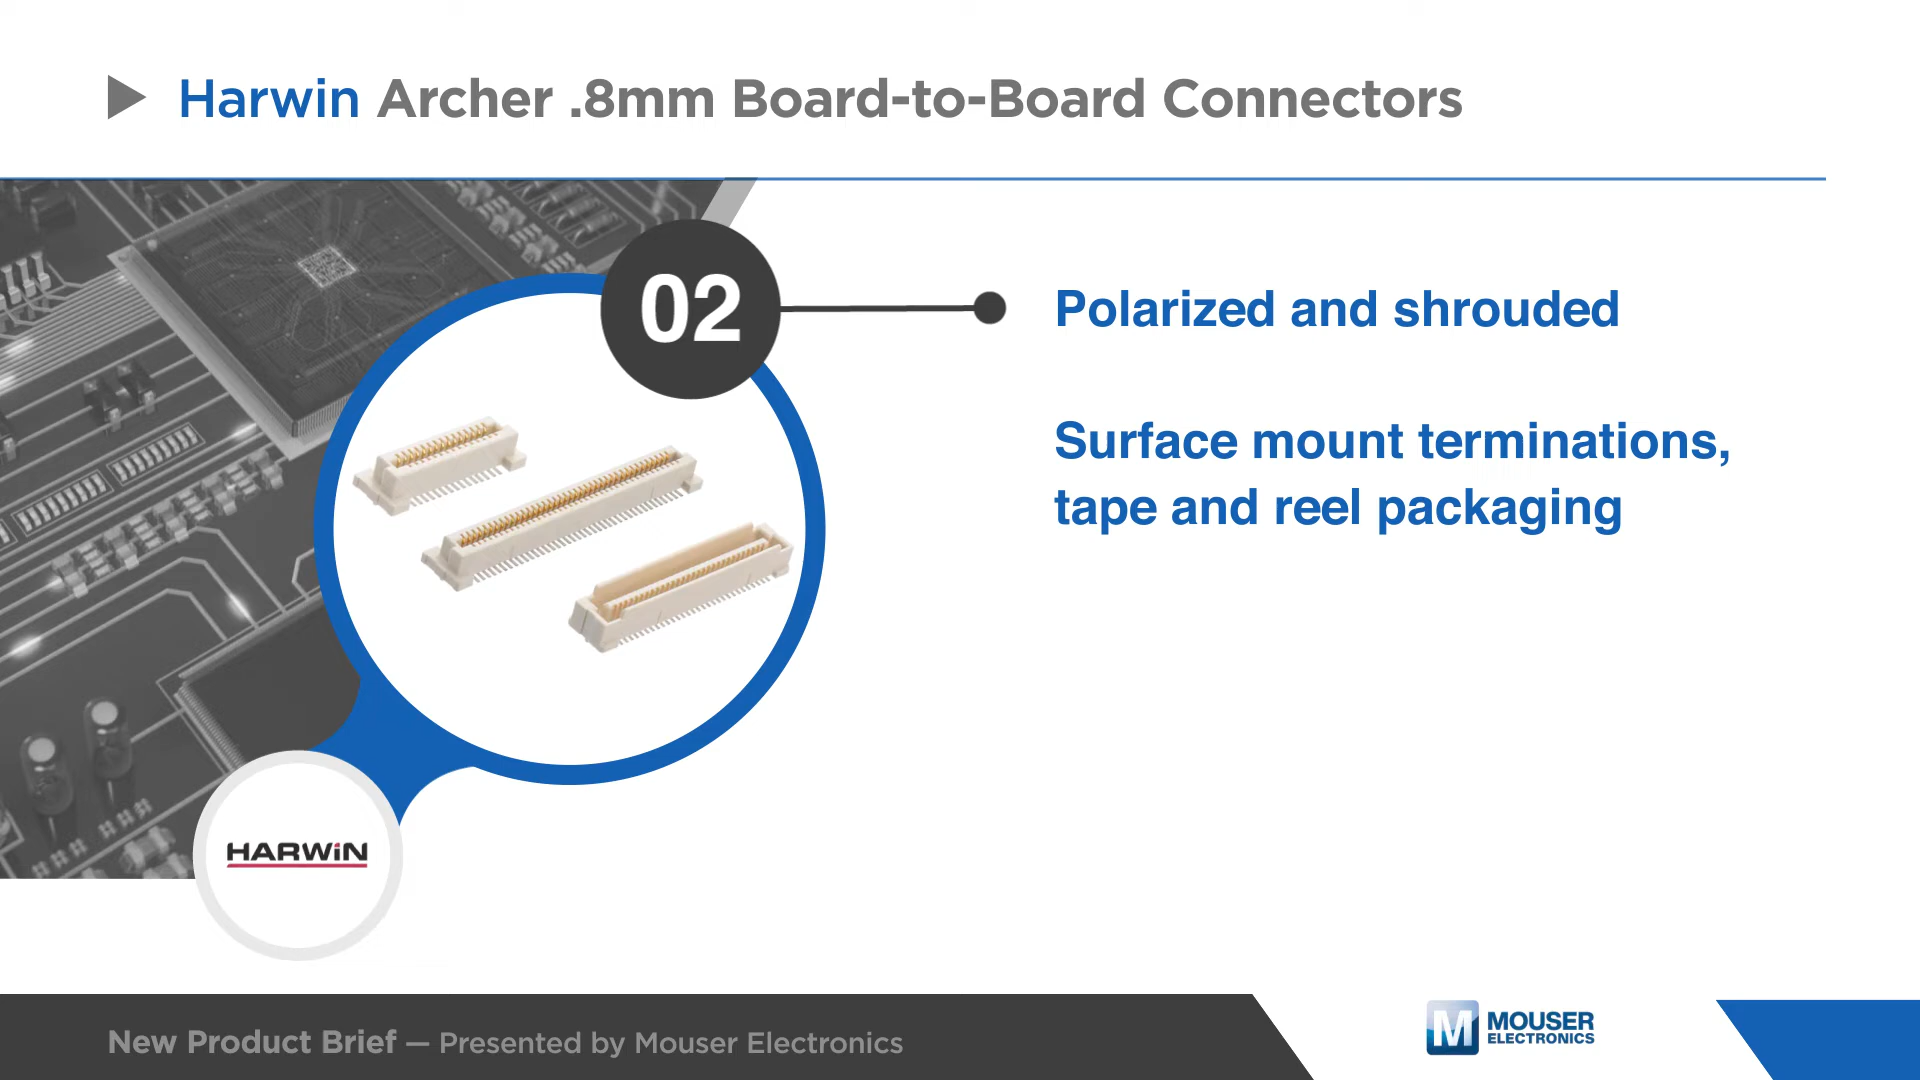 Harwin Archer .8mm Board-to-Board Connectors
02
Polarized and shrouded
Surface mount terminations,
tape and reel packaging
HARWiN
New Product Brief — Presented by Mouser Electronics
M MOUSER
ELECTRONICS